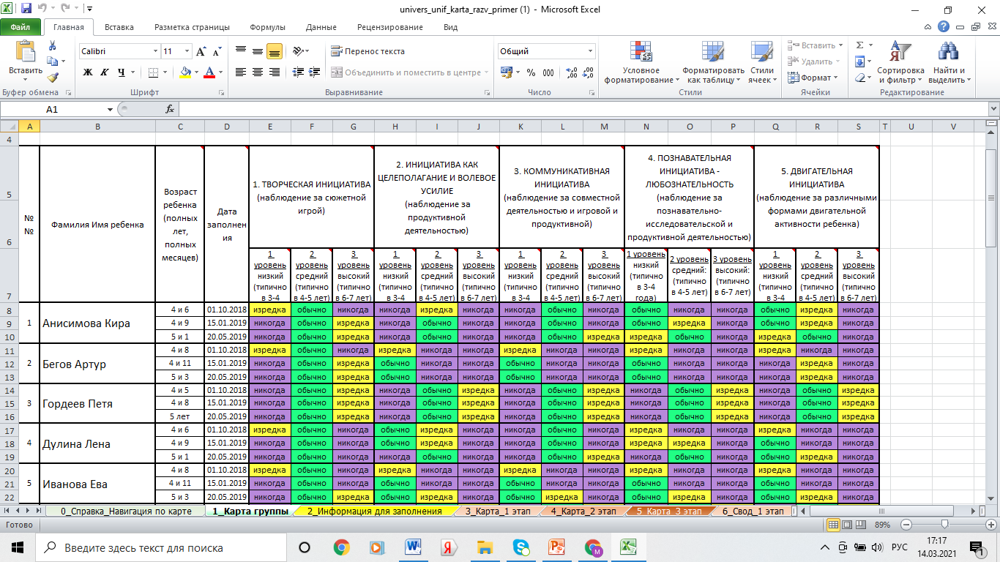 univers_unif_karta_razv_primer (1) - Microsoft Excel
Файл Главная Вставка Разметка страницы Формулы Данные Рецензирование Вид
Вставить
Calibri 11
Ж К Ч
Перенос текста
Объединить и поместить в центре
Общий
% 000
Условное форматирование
Форматировать как таблицу
Стили ячеек
Вставить
Удалить
Формат
Сортировка и фильтр
Найти и выделить
Буфер обмена Шрифт Выравнивание Число Стили Ячейки Редактирование
A1 fx
A B C D E F G H I J K L M N O P Q R S T U V
4
5
6
7
№ №
Фамилия Имя ребенка
Возраст ребенка (полных лет, полных месяцев)
Дата заполнен ия
1. ТВОРЧЕСКАЯ ИНИЦИАТИВА (наблюдение за сюжетной игрой)
2. ИНИЦИАТИВА КАК ЦЕЛЕПОЛАГАНИЕ И ВОЛЕВОЕ УСИЛИЕ (наблюдение за продуктивной деятельностью)
3. КОММУНИКАТИВНАЯ ИНИЦИАТИВА (наблюдение за совместной деятельностью и игровой и продуктивной)
4. ПОЗНАВАТЕЛЬНАЯ ИНИЦИАТИВА - ЛЮБОЗНАТЕЛЬНОСТЬ (наблюдение за познавательно-исследовательской и продуктивной деятельностью)
5. ДВИГАТЕЛЬНАЯ ИНИЦИАТИВА (наблюдение за различными формами двигательной активности ребенка)
1 уровень низкий (типично в 3-4
2 уровень средний (типично в 4-5 лет)
3 уровень высокий (типично в 6-7 лет)
1 уровень низкий (типично в 3-4
2 уровень средний (типично в 4-5 лет)
3 уровень высокий (типично в 6-7 лет)
1 уровень низкий (типично в 3-4
2 уровень средний (типично в 4-5 лет)
3 уровень высокий (типично в 6-7 лет)
1 уровень низкий (типично в 3-4 года)
2 уровень средний: (типично в 4-5 лет)
3 уровень высокий: (типично в 6-7 лет)
1 уровень низкий (типично в 3-4
2 уровень средний (типично в 4-5 лет)
3 уровень высокий (типично в 6-7 лет)
8 4 и 6 01.10.2018 изредка обычно никогда никогда изредка никогда никогда обычно никогда обычно никогда никогда обычно изредка никогда
9 1 Анисимова Кира 4 и 9 15.01.2019 никогда обычно изредка никогда обычно никогда никогда обычно никогда обычно изредка никогда обычно изредка никогда
10 5 и 1 20.05.2019 никогда обычно изредка никогда обычно никогда никогда обычно изредка изредка обычно никогда изредка обычно никогда
11 4 и 8 01.10.2018 изредка обычно никогда изредка никогда никогда изредка никогда никогда изредка никогда никогда изредка никогда никогда
12 2 Бегов Артур 4 и 11 15.01.2019 никогда обычно изредка обычно никогда никогда обычно никогда никогда обычно никогда никогда никогда изредка никогда
13 5 и 3 20.05.2019 никогда обычно изредка обычно никогда никогда обычно никогда никогда обычно никогда никогда никогда изредка никогда
14 4 и 5 01.10.2018 никогда обычно изредка никогда обычно изредка никогда обычно изредка никогда обычно изредка никогда обычно изредка
15 3 Гордеев Петя 4 и 8 15.01.2019 никогда обычно изредка никогда обычно изредка никогда обычно изредка никогда обычно изредка никогда обычно изредка
16 5 лет 20.05.2019 никогда обычно изредка никогда обычно изредка никогда обычно изредка никогда обычно изредка никогда обычно изредка
17 4 и 6 01.10.2018 изредка обычно никогда обычно изредка никогда никогда обычно никогда изредка никогда никогда изредка никогда никогда
18 4 Дулина Лена 4 и 9 15.01.2019 никогда обычно никогда обычно изредка никогда никогда обычно никогда изредка изредка никогда обычно изредка никогда
19 5 и 1 20.05.2019 никогда обычно никогда обычно изредка никогда никогда обычно изредка никогда обычно никогда обычно изредка никогда
20 4 и 8 01.10.2018 изредка обычно никогда изредка никогда никогда изредка никогда никогда изредка никогда никогда изредка никогда никогда
21 5 Иванова Ева 4 и 11 15.01.2019 никогда обычно никогда обычно никогда никогда обычно никогда никогда обычно никогда никогда обычно никогда никогда
22 5 и 3 20.05.2019 никогда обычно изредка обычно изредка никогда обычно изредка никогда обычно изредка никогда обычно изредка никогда
0_Справка_Навигация по карте 1_Карта группы 2_Информация для заполнения 3_Карта_1 этап 4_Карта_2 этап 5_Карта_3 этап 6_Свод_1 этап
Готово 89%
Введите здесь текст для поиска
РУС
17:17
14.03.2021